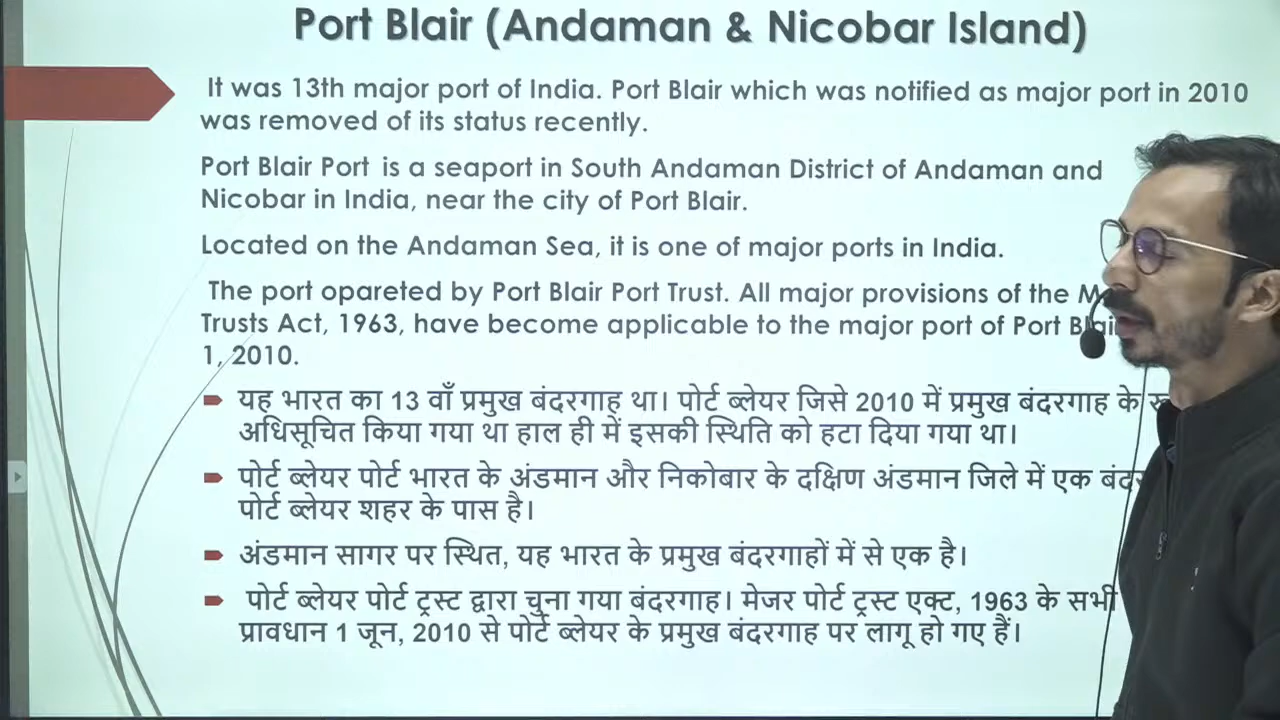 Port Blair (Andaman & Nicobar Island)
It was 13th major port of India. Port Blair which was notified as major port in 2010
was removed of its status recently.
Port Blair Port is a seaport in South Andaman District of Andaman and
Nicobar in India, near the city of Port Blair.
Located on the Andaman Sea, it is one of major ports in India.
The port opareted by Port Blair Port Trust. All major provisions of the
Trusts Act, 1963, have become applicable to the major port of Port
1, 2010.
यह भारत का 13 वाँ प्रमुख बंदरगाह था। पोर्ट ब्लेयर जिसे 2010 में प्रमुख बंदरगाह के
अधिसूचित किया गया था हाल ही में इसकी स्थिति को हटा दिया गया था।
पोर्ट ब्लेयर पोर्ट भारत के अंडमान और निकोबार के दक्षिण अंडमान जिले में एक
पोर्ट ब्लेयर शहर के पास है।
अंडमान सागर पर स्थित, यह भारत के प्रमुख बंदरगाहों में से एक है।
पोर्ट ब्लेयर पोर्ट ट्रस्ट द्वारा चुना गया बंदरगाह। मेजर पोर्ट ट्रस्ट एक्ट, 1963 के सभी
प्रावधान 1 जून, 2010 से पोर्ट ब्लेयर के प्रमुख बंदरगाह पर लागू हो गए हैं।